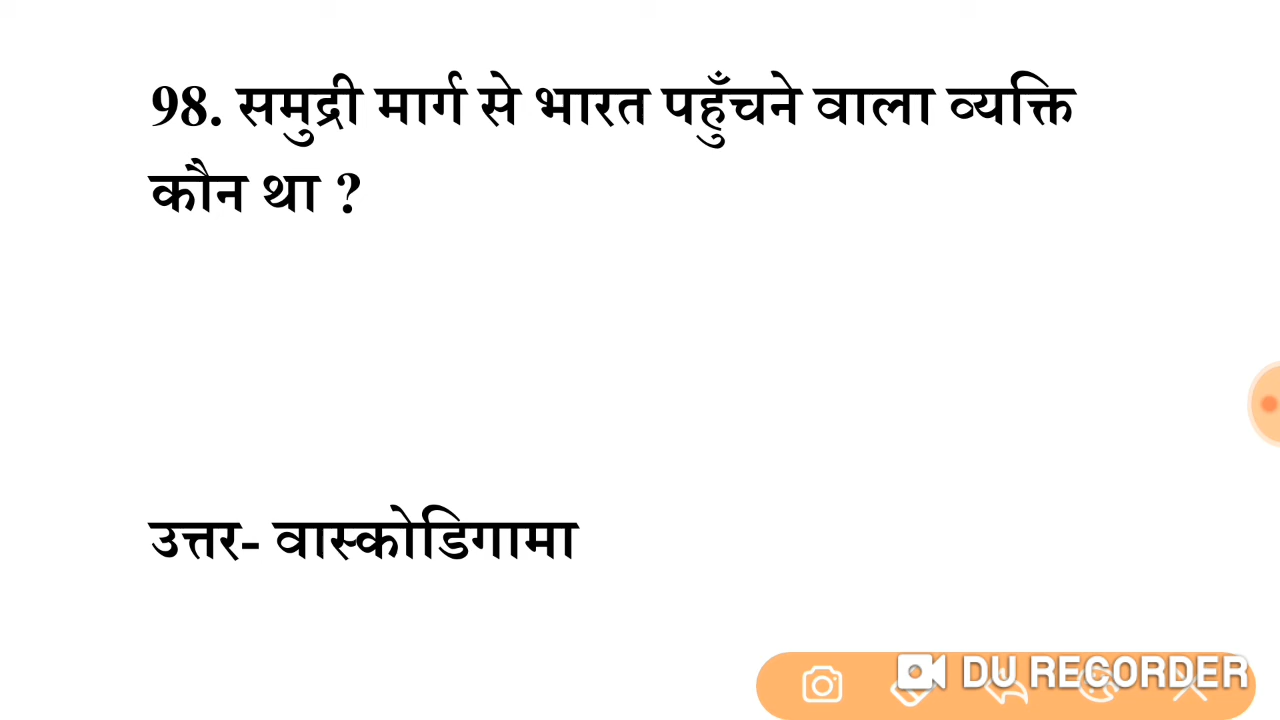 98. समुद्री मार्ग से भारत पहुँचने वाला व्यक्ति
कौन था ?
उत्तर- वास्कोडिगामा
DU RECORDER